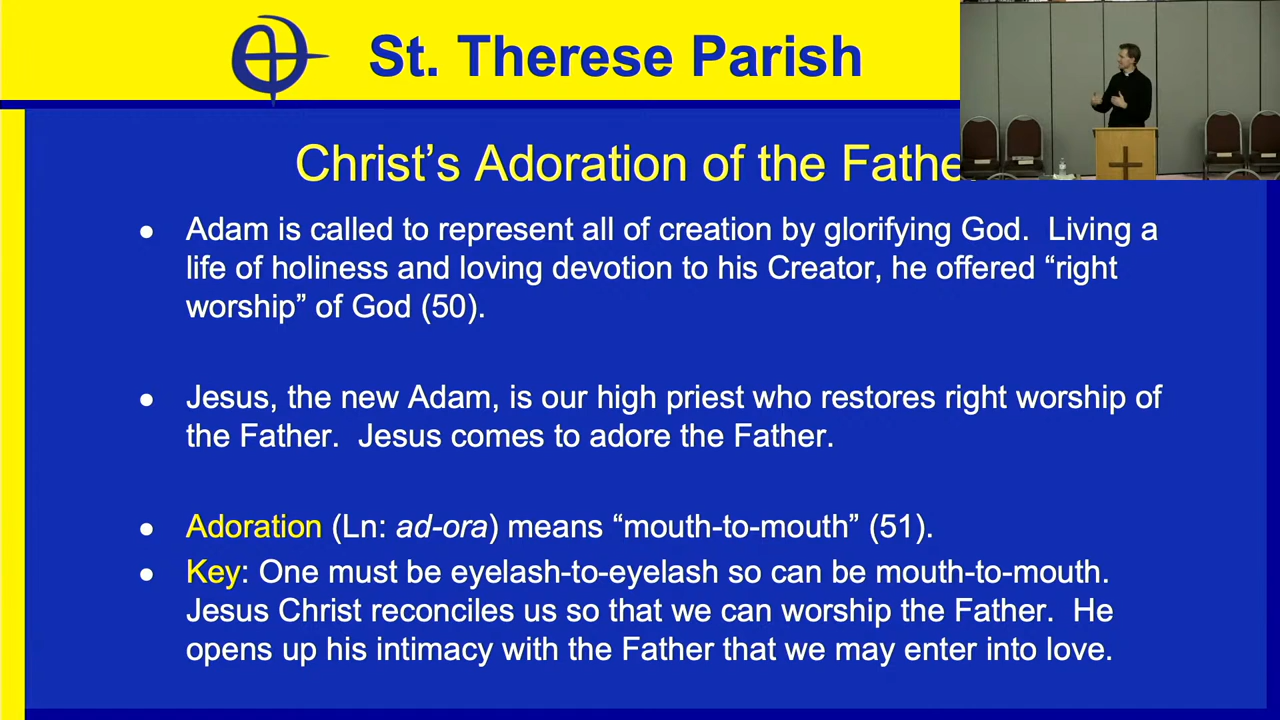 St. Therese Parish
Christ’s Adoration of the Fathe
● Adam is called to represent all of creation by glorifying God.  Living a
life of holiness and loving devotion to his Creator, he offered “right
worship” of God (50).
● Jesus, the new Adam, is our high priest who restores right worship of
the Father.  Jesus comes to adore the Father.
● Adoration (Ln: ad-ora) means “mouth-to-mouth” (51).
● Key: One must be eyelash-to-eyelash so can be mouth-to-mouth.
Jesus Christ reconciles us so that we can worship the Father.  He
opens up his intimacy with the Father that we may enter into love.